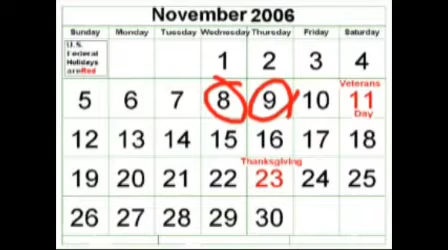 November 2006
Sunday Monday Tuesday Wednesday Thursday Friday Saturday
U.S.
Federal
Holidays
are Red
1 2 3 4
Veterans
5 6 7 8 9 10 11
Day
12 13 14 15 16 17 18
Thanksgiving
19 20 21 22 23 24 25
26 27 28 29 30